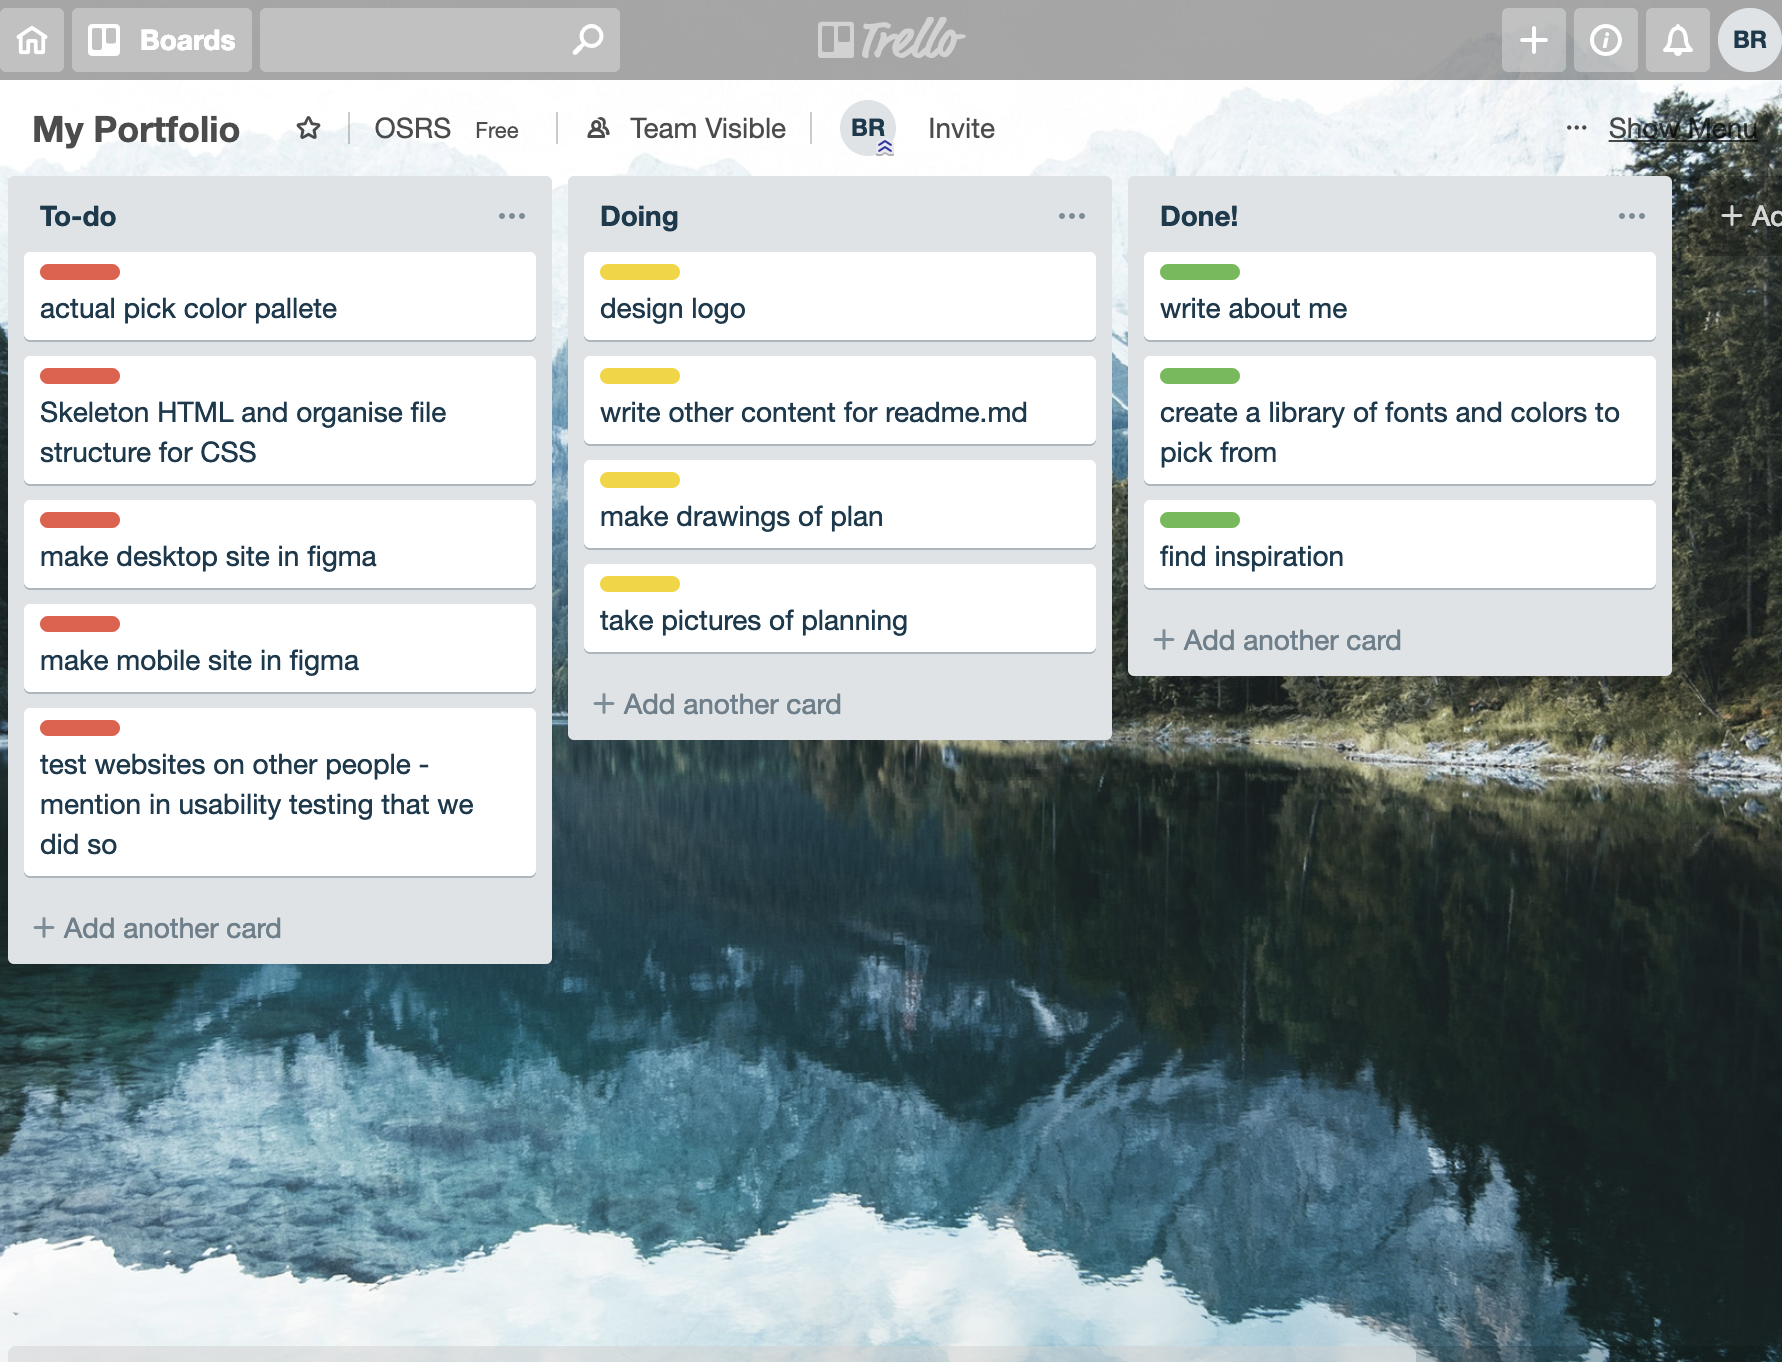 Boards
Trello
BR
My Portfolio
OSRS Free
Team Visible
BR
Invite
Show Menu
To-do
actual pick color pallete
Skeleton HTML and organise file
structure for CSS
make desktop site in figma
make mobile site in figma
test websites on other people -
mention in usability testing that we
did so
+ Add another card
Doing
design logo
write other content for readme.md
make drawings of plan
take pictures of planning
+ Add another card
Done!
write about me
create a library of fonts and colors to
pick from
find inspiration
+ Add another card